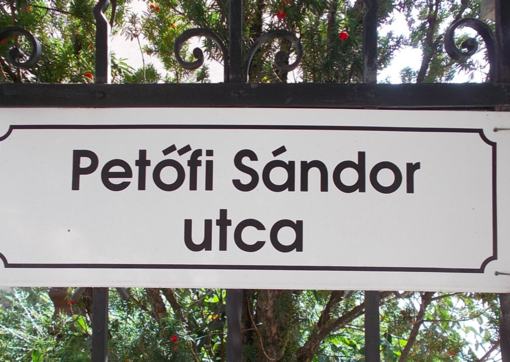 Petőfi Sándor
utca